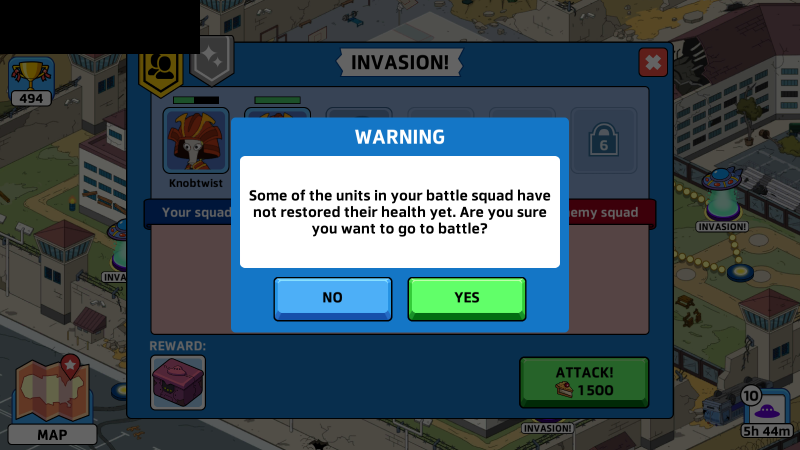 INVASION!
494
6
Knobtwist
WARNING
Some of the units in your battle squad have
not restored their health yet. Are you sure
you want to go to battle?
Your squad
emy squad
INVASION!
INVA
NO
YES
REWARD:
ATTACK!
1500
10
MAP
INVASION!
5h 44m